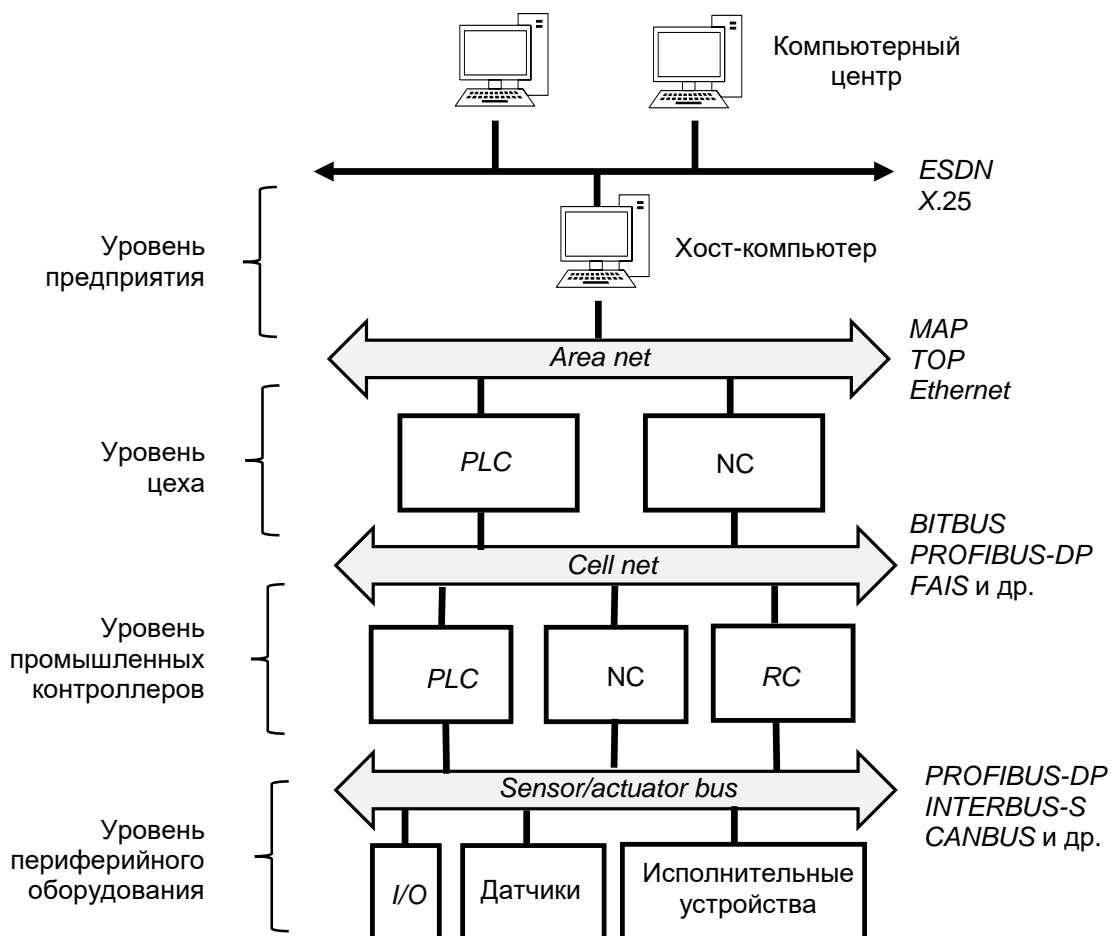 Компьютерный
центр
ESDN
X.25
Уровень
предприятия
Хост-компьютер
MAP
TOP
Ethernet
Area net
Уровень
цеха
PLC
NC
BITBUS
PROFIBUS-DP
FAIS и др.
Cell net
Уровень
промышленных
контроллеров
PLC
NC
RC
Sensor/actuator bus
PROFIBUS-DP
INTERBUS-S
CANBUS и др.
Уровень
периферийного
оборудования
I/O
Датчики
Исполнительные
устройства